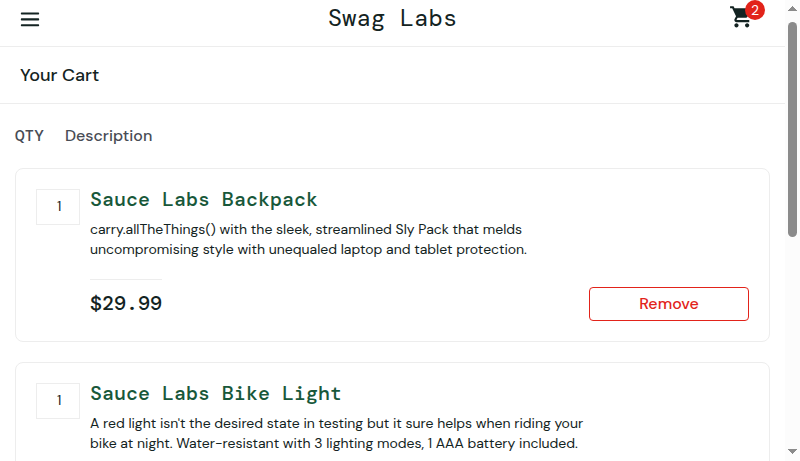 Swag Labs
2
Your Cart
QTY Description
1
Sauce Labs Backpack
carry.allTheThings() with the sleek, streamlined Sly Pack that melds
uncompromising style with unequaled laptop and tablet protection.
$29.99
Remove
1
Sauce Labs Bike Light
A red light isn't the desired state in testing but it sure helps when riding your
bike at night. Water-resistant with 3 lighting modes, 1 AAA battery included.